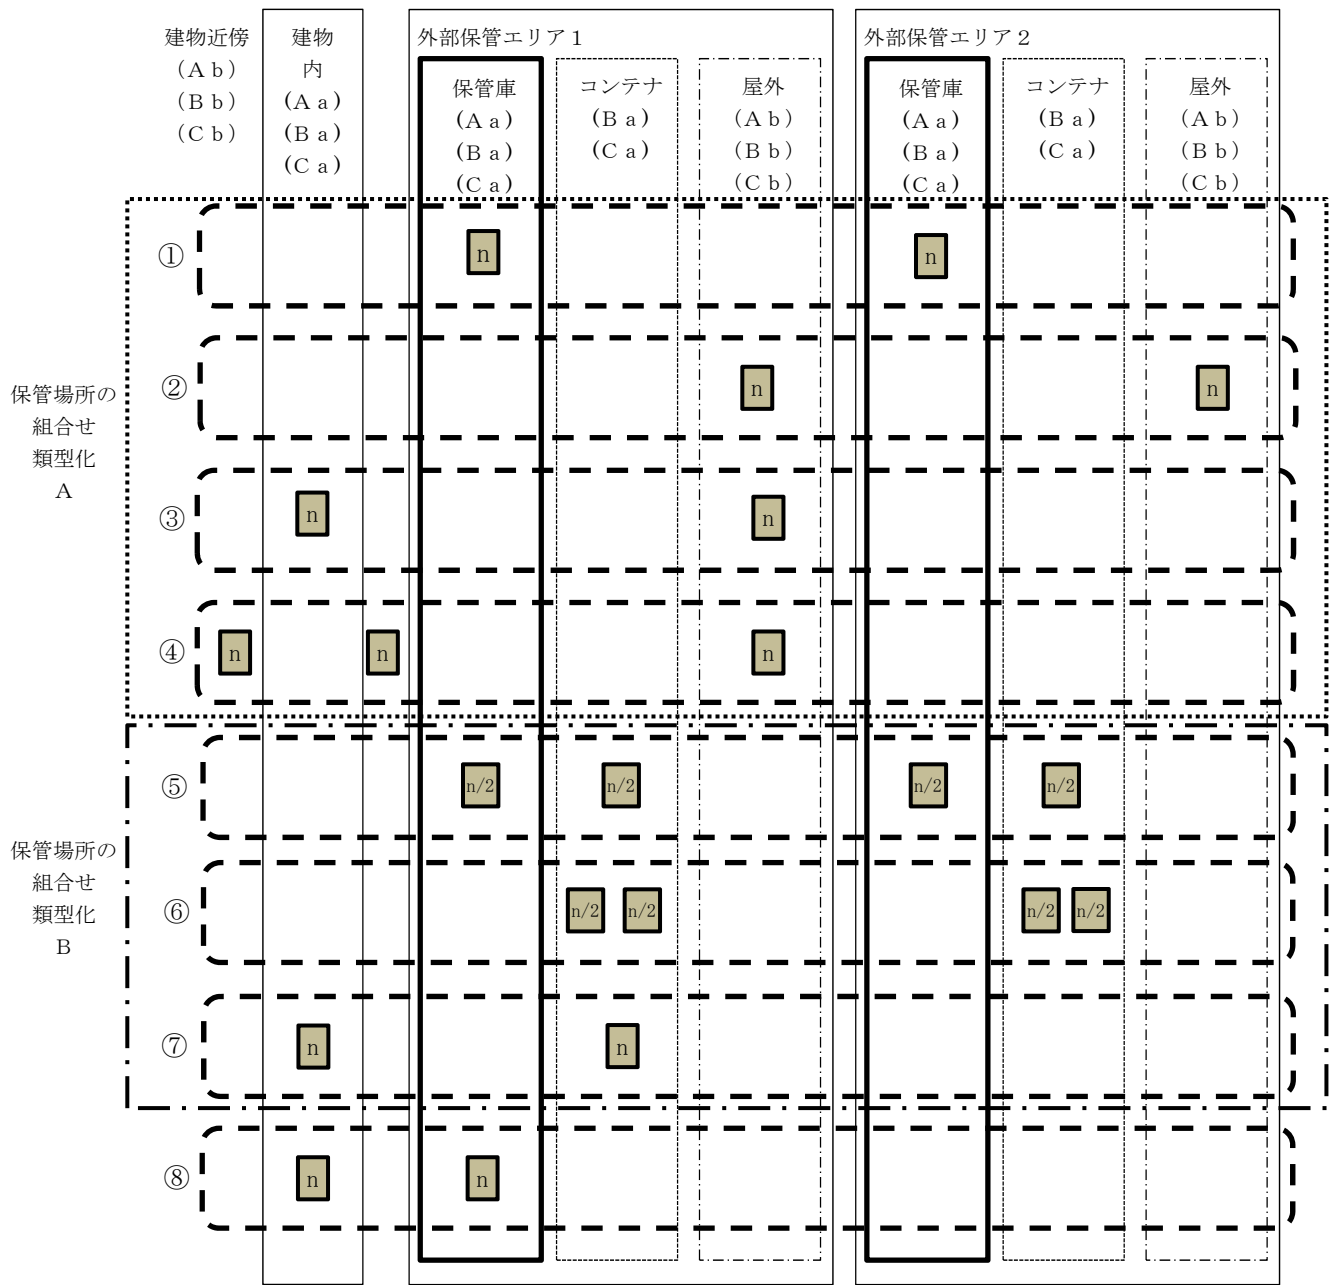 建物近傍
(Ab)
(Bb)
(Cb)
建物
内
(Aa)
(Ba)
(Ca)
外部保管エリア1
保管庫
(Aa)
(Ba)
(Ca)
コンテナ
(Ba)
(Ca)
屋外
(Ab)
(Bb)
(Cb)
外部保管エリア2
保管庫
(Aa)
(Ba)
(Ca)
コンテナ
(Ba)
(Ca)
屋外
(Ab)
(Bb)
(Cb)
保管場所の
組合せ
類型化
A
① n n
② n n
③ n n
④ n n n
保管場所の
組合せ
類型化
B
⑤ n/2 n/2 n/2 n/2
⑥ n/2 n/2 n/2 n/2
⑦ n n
⑧ n n